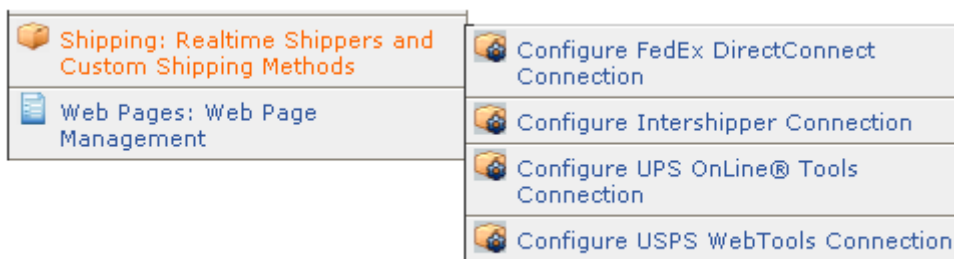 Shipping: Realtime Shippers and
Custom Shipping Methods
Web Pages: Web Page
Management
Configure FedEx DirectConnect
Connection
Configure Intershipper Connection
Configure UPS OnLine® Tools
Connection
Configure USPS WebTools Connection